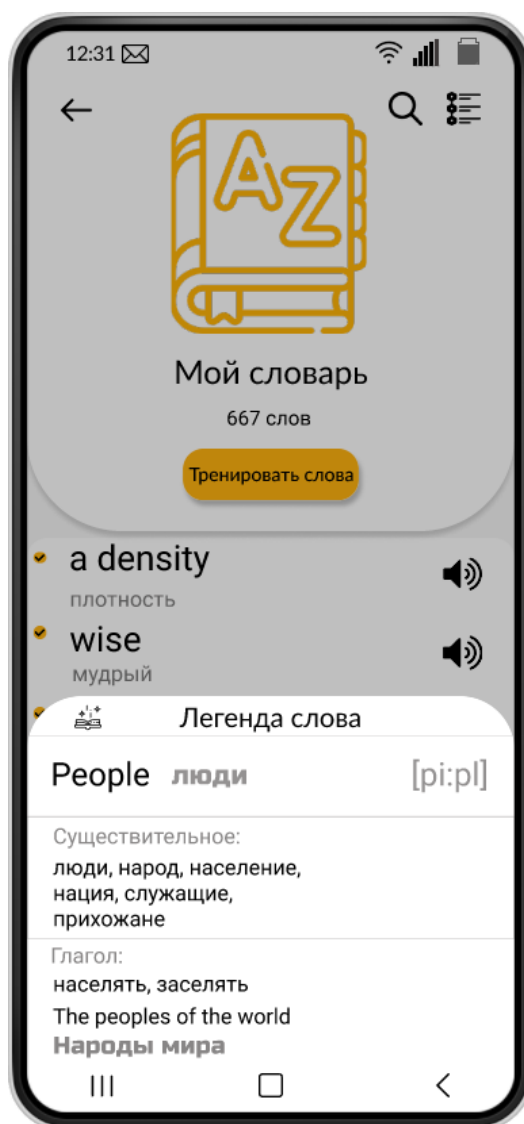 12:31
AZ
Мой словарь
667 слов
Тренировать слова
a density
плотность
wise
мудрый
Легенда слова
People люди [pi:pl]
Существительное:
люди, народ, население,
нация, служащие,
прихожане
Глагол:
населять, заселять
The peoples of the world
Народы мира